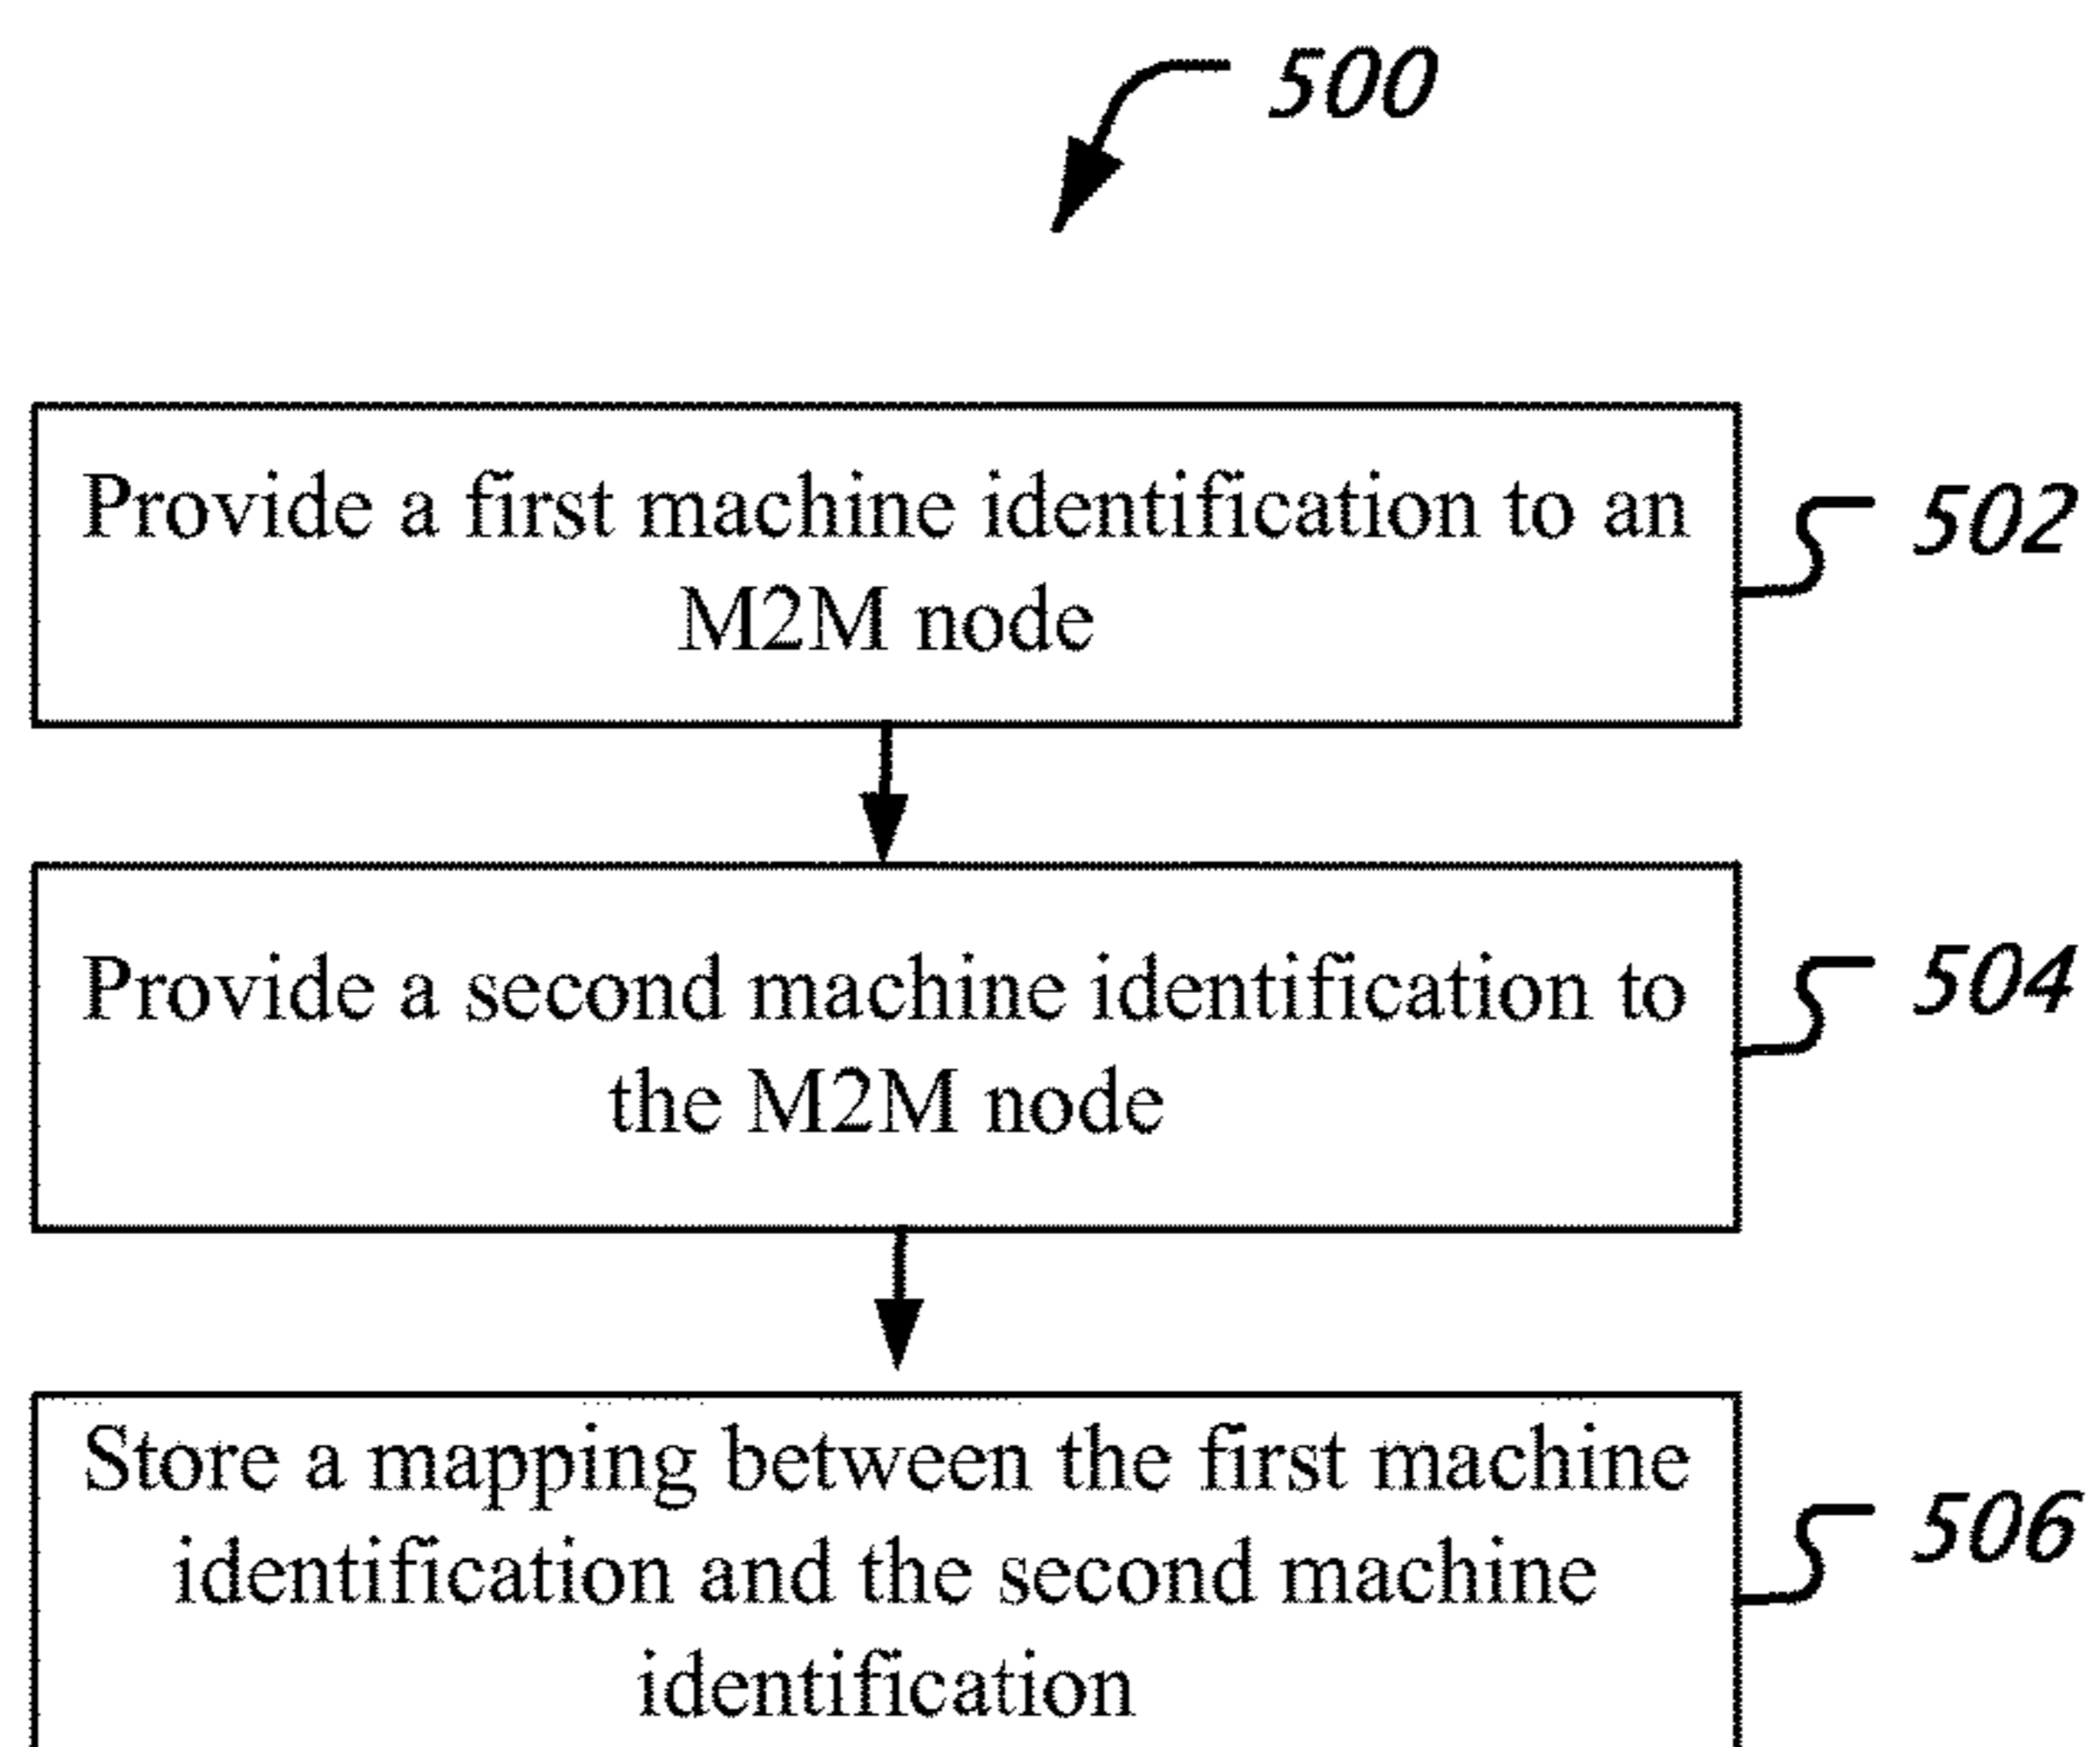 500
Provide a first machine identification to an
M2M node
502
Provide a second machine identification to
the M2M node
504
Store a mapping between the first machine
identification and the second machine
identification
506